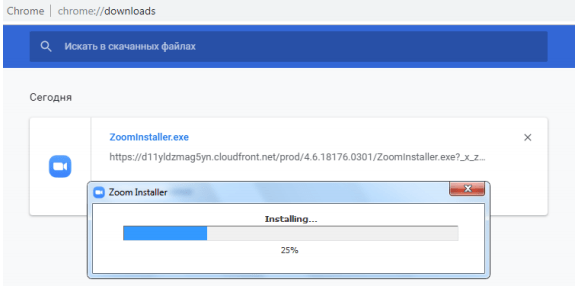 Chrome | chrome://downloads
Искать в скачанных файлах
Сегодня
ZoomInstaller.exe
https://d11yldzmag5yn.cloudfront.net/prod/4.6.18176.0301/ZoomInstaller.exe?_x_z...
Zoom Installer
Installing...
25%